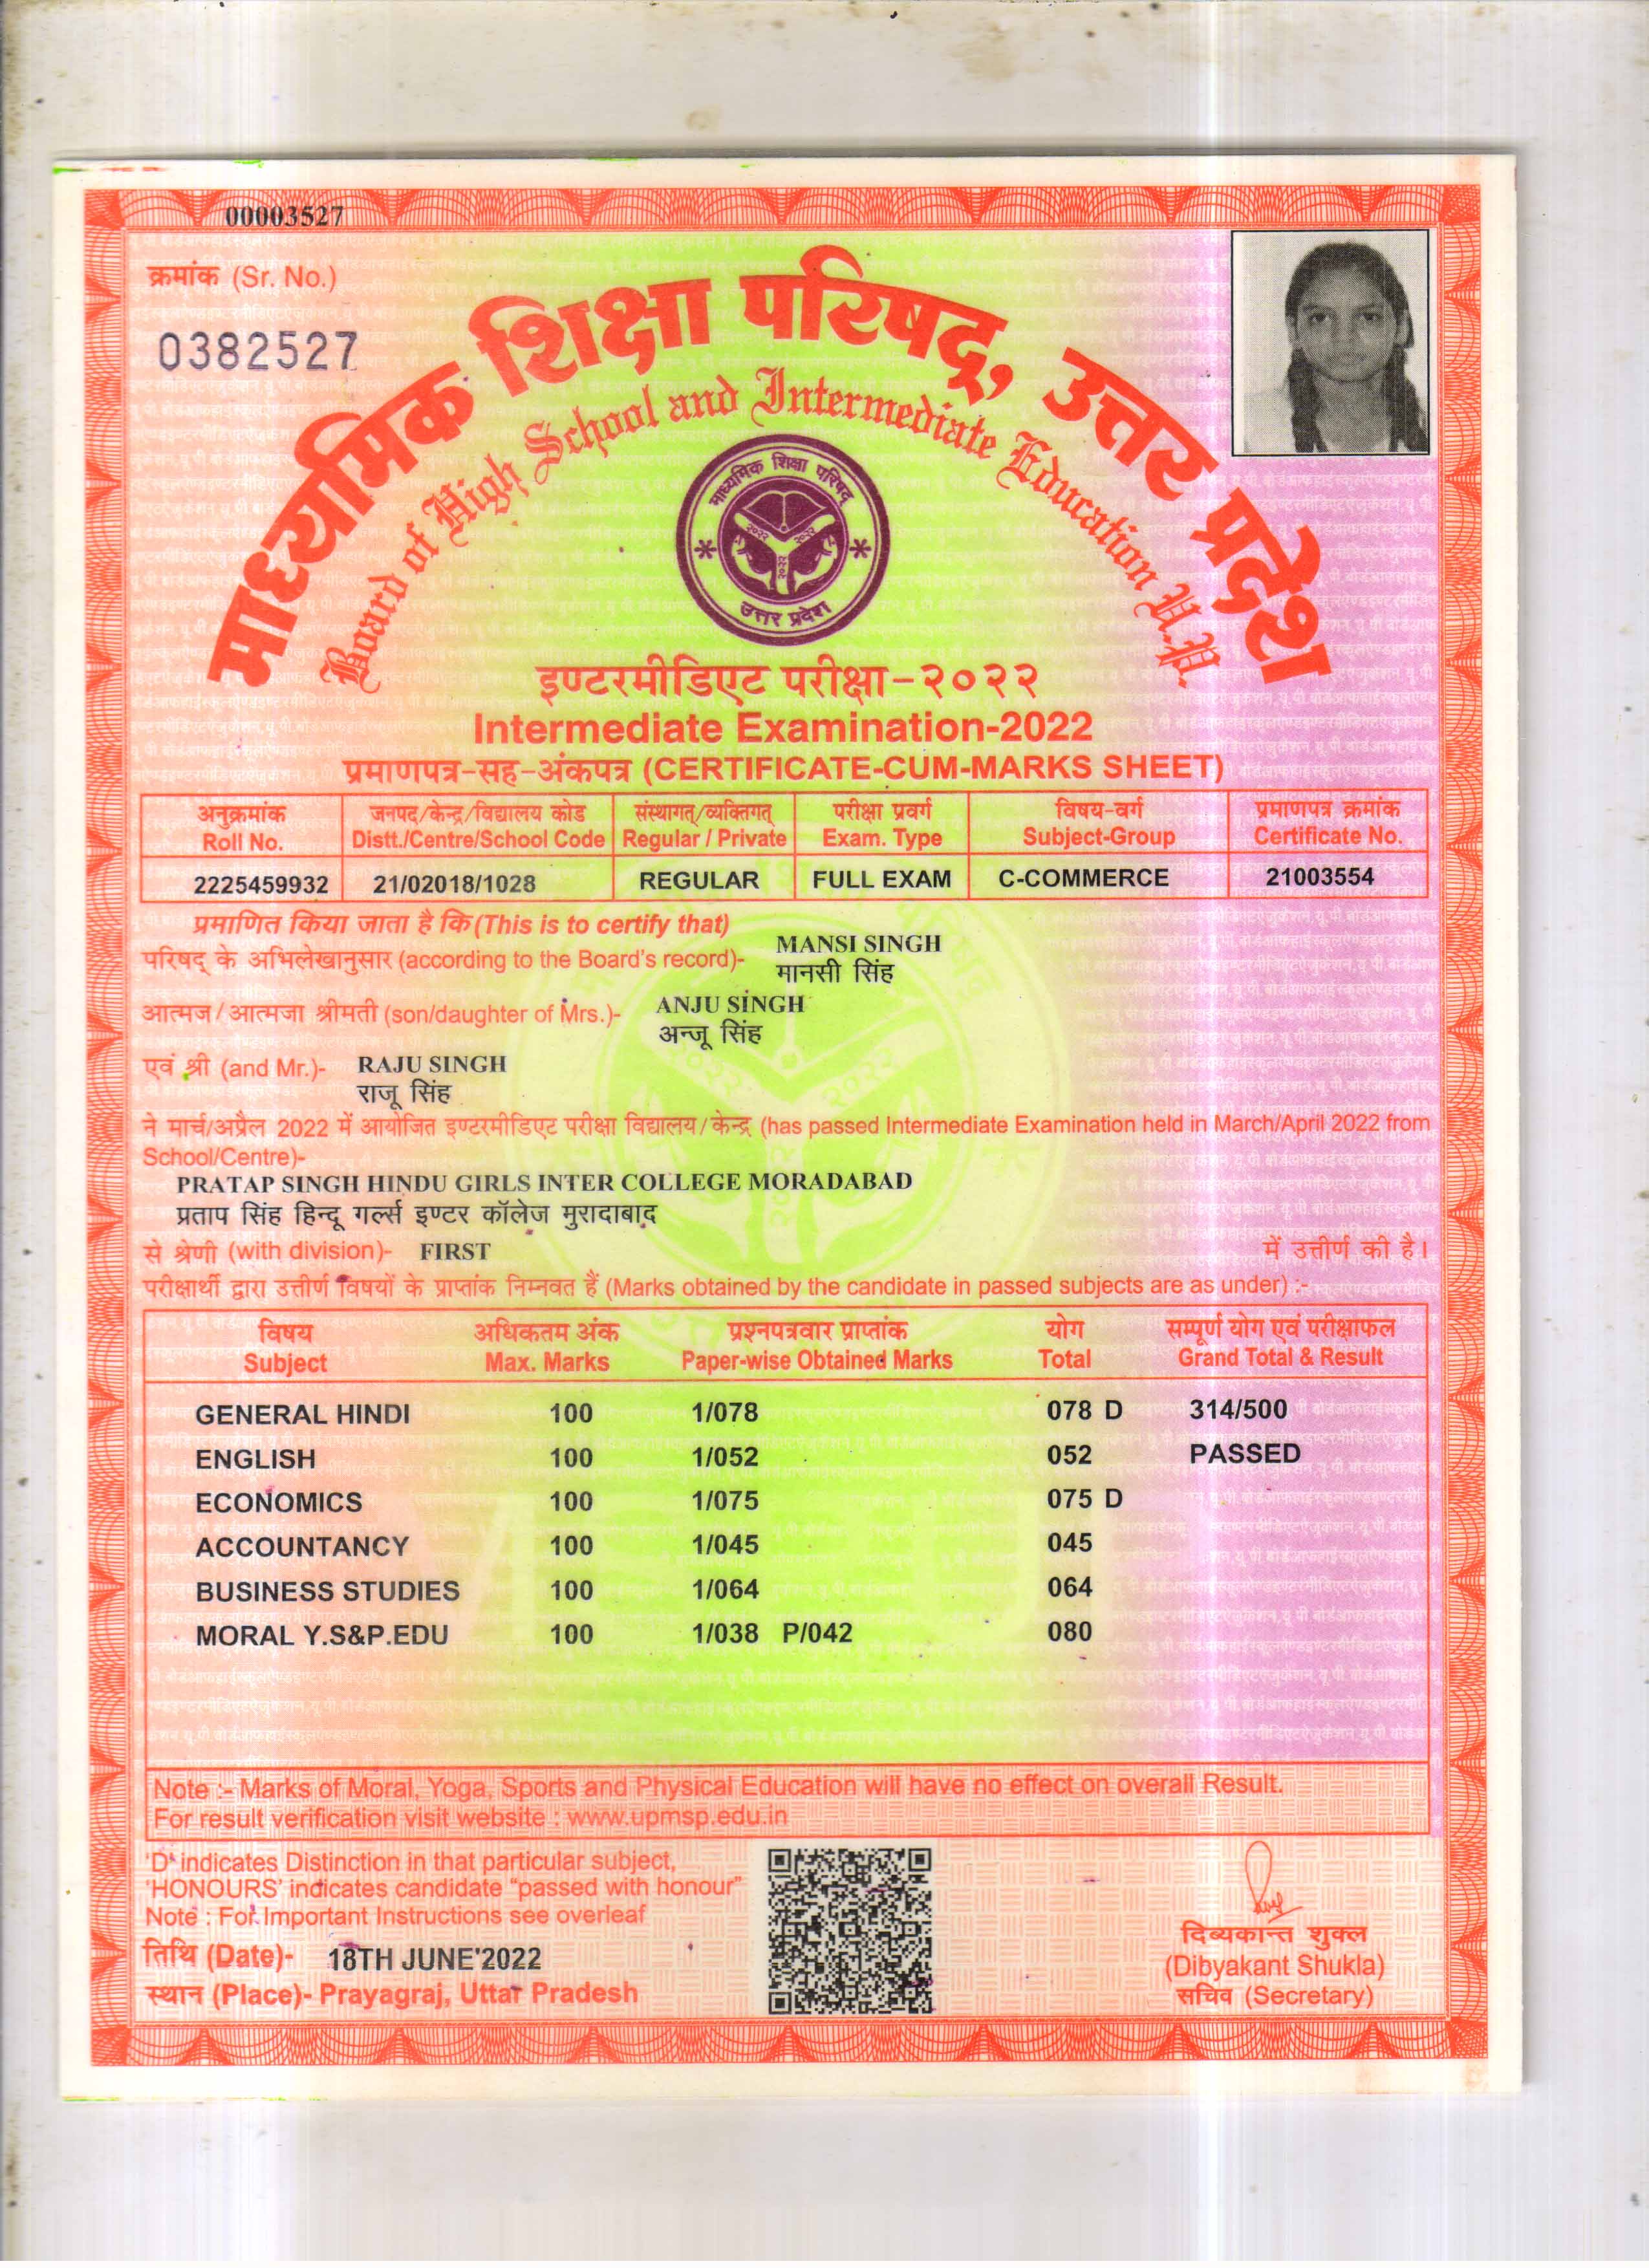 00003527
क्रमांक (Sr. No.)
0382527
माध्यमिक शिक्षा परिषद्, उत्तर प्रदेश
Board of High School and Intermediate Education U.P.
माध्यमिक शिक्षा परिषद्
२०२२ २०२२
२०२२
उत्तर प्रदेश
इण्टरमीडिएट परीक्षा-२०२२
Intermediate Examination-2022
प्रमाणपत्र-सह-अंकपत्र (CERTIFICATE-CUM-MARKS SHEET)
अनुक्रमांक जनपद/केन्द्र/विद्यालय कोड संस्थागत्/व्यक्तिगत् परीक्षा प्रवर्ग विषय-वर्ग प्रमाणपत्र क्रमांक
Roll No. Distt./Centre/School Code Regular / Private Exam. Type Subject-Group Certificate No.
2225459932 21/02018/1028 REGULAR FULL EXAM C-COMMERCE 21003554
प्रमाणित किया जाता है कि (This is to certify that)
परिषद् के अभिलेखानुसार (according to the Board's record)- MANSI SINGH
मानसी सिंह
आत्मज/आत्मजा श्रीमती (son/daughter of Mrs.)- ANJU SINGH
अन्जू सिंह
एवं श्री (and Mr.)- RAJU SINGH
राजू सिंह
ने मार्च/अप्रैल 2022 में आयोजित इण्टरमीडिएट परीक्षा विद्यालय/केन्द्र (has passed Intermediate Examination held in March/April 2022 from
School/Centre)-
PRATAP SINGH HINDU GIRLS INTER COLLEGE MORADABAD
प्रताप सिंह हिन्दू गर्ल्स इण्टर कॉलेज मुरादाबाद
से श्रेणी (with division)- FIRST में उत्तीर्ण की है।
परीक्षार्थी द्वारा उत्तीर्ण विषयों के प्राप्तांक निम्नवत हैं (Marks obtained by the candidate in passed subjects are as under) :-
विषय अधिकतम अंक प्रश्नपत्रवार प्राप्तांक योग सम्पूर्ण योग एवं परीक्षाफल
Subject Max. Marks Paper-wise Obtained Marks Total Grand Total & Result
GENERAL HINDI 100 1/078 078 D 314/500
ENGLISH 100 1/052 052 PASSED
ECONOMICS 100 1/075 075 D
ACCOUNTANCY 100 1/045 045
BUSINESS STUDIES 100 1/064 064
MORAL Y.S&P.EDU 100 1/038 P/042 080
Note :- Marks of Moral, Yoga, Sports and Physical Education will have no effect on overall Result.
For result verification visit website : www.upmsp.edu.in
'D' indicates Distinction in that particular subject,
'HONOURS' indicates candidate "passed with honour"
Note : For Important Instructions see overleaf
तिथि (Date)- 18TH JUNE'2022
स्थान (Place)- Prayagraj, Uttar Pradesh
दिव्यकान्त शुक्ल
(Dibyakant Shukla)
सचिव (Secretary)